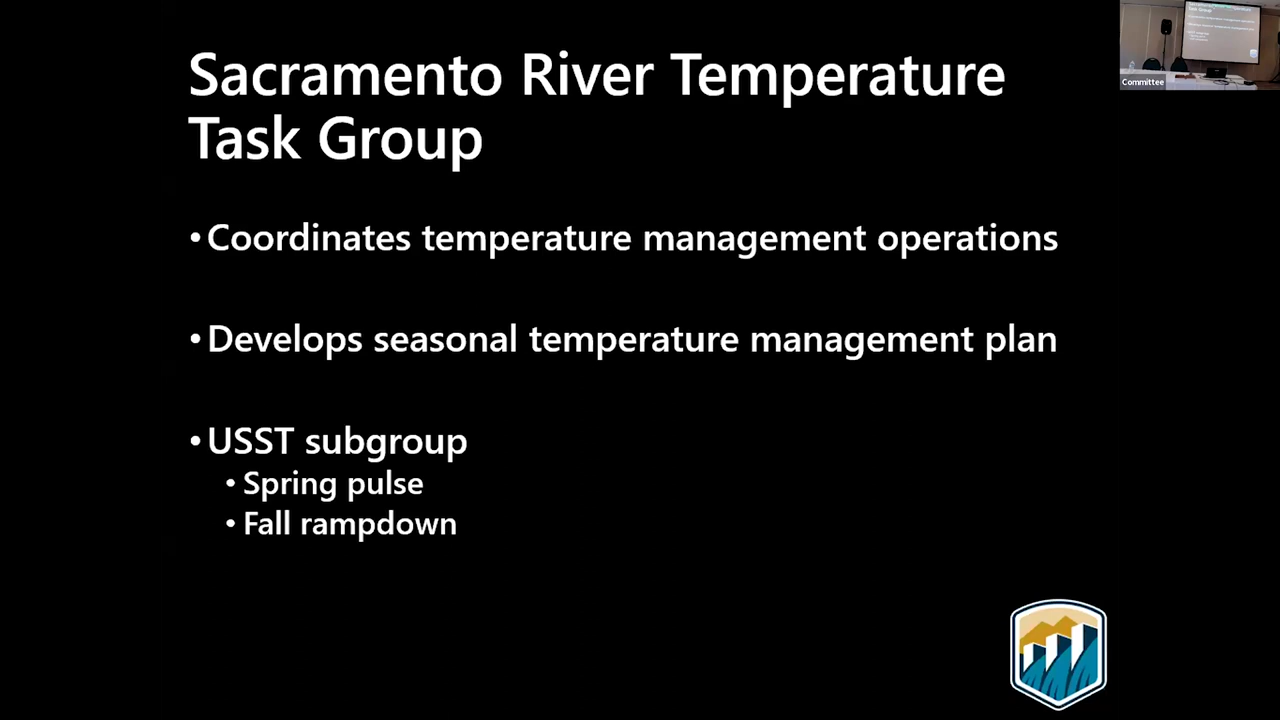 Sacramento River Temperature
Task Group
• Coordinates temperature management operations
• Develops seasonal temperature management plan
• USST subgroup
• Spring pulse
• Fall rampdown
Committee